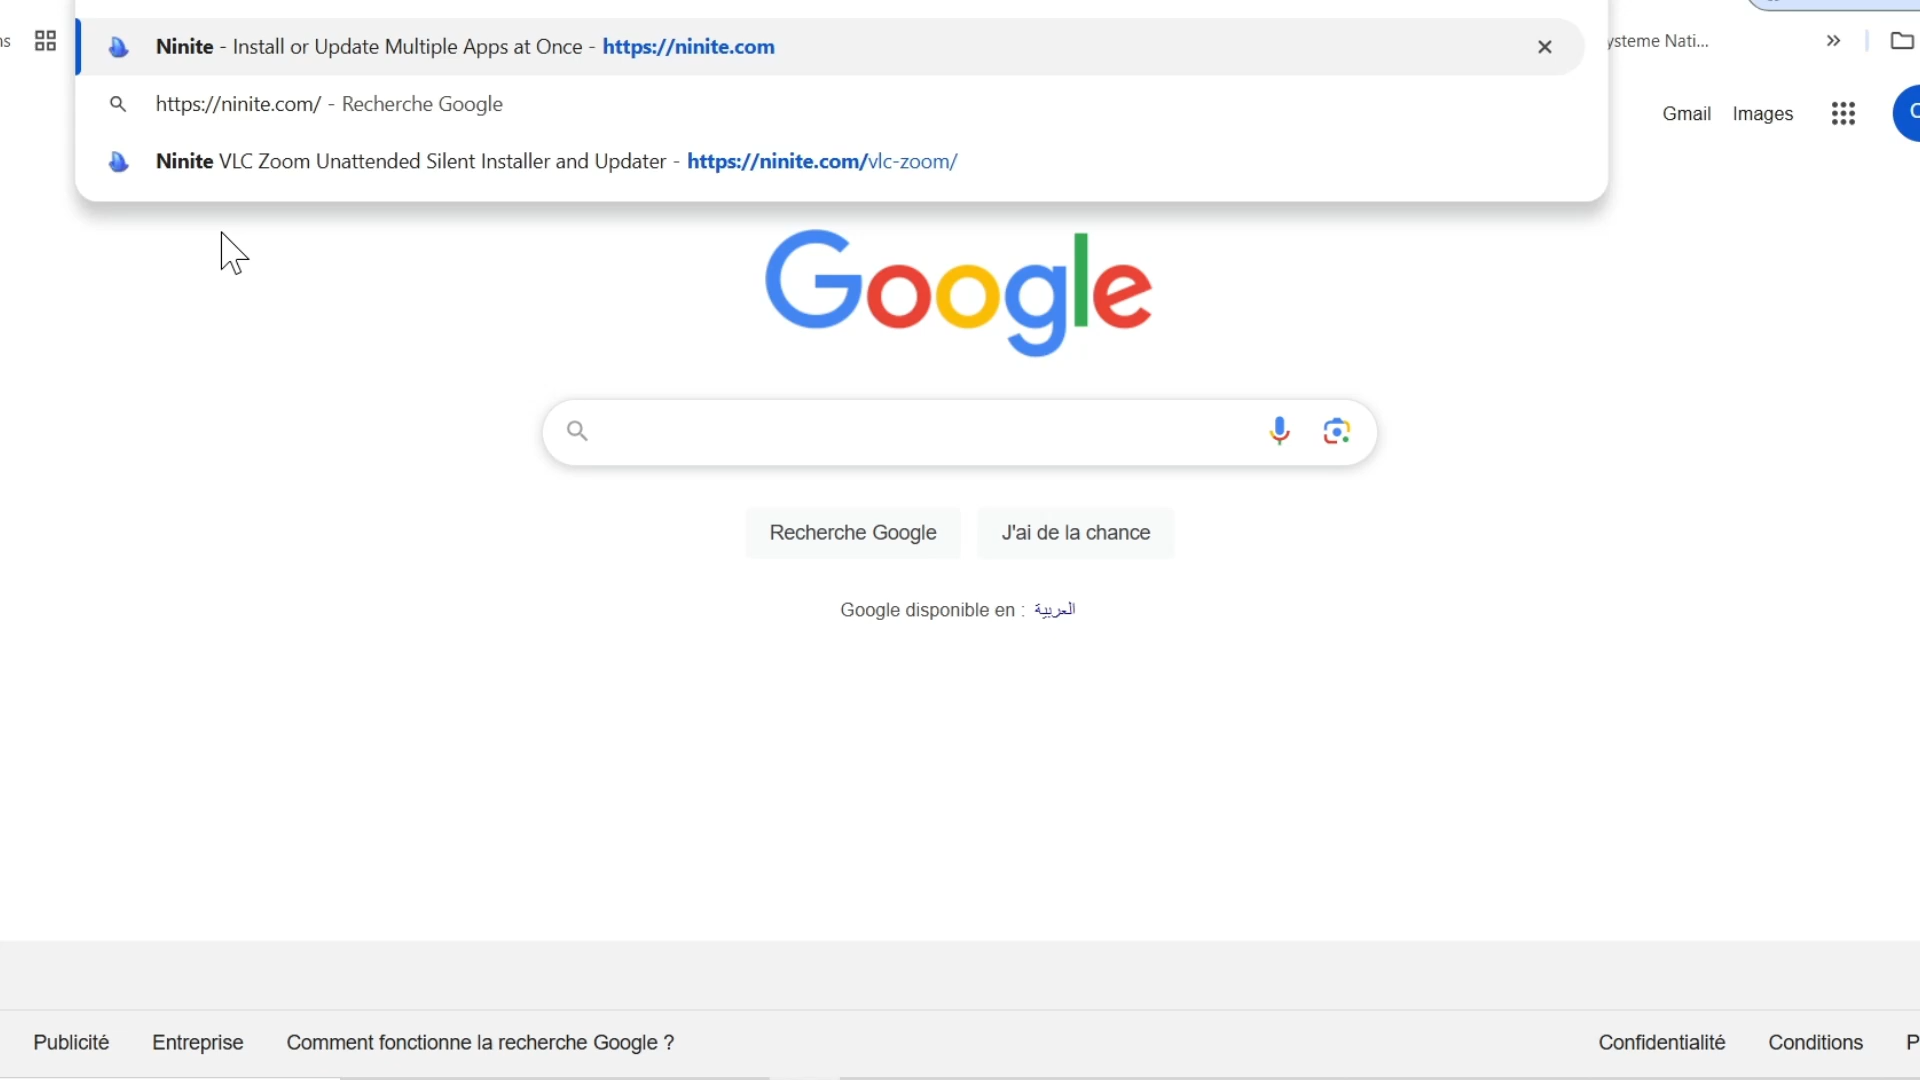 Ninite - Install or Update Multiple Apps at Once - https://ninite.com
ysteme Nati...
https://ninite.com/ - Recherche Google
Gmail Images
Ninite VLC Zoom Unattended Silent Installer and Updater - https://ninite.com/vlc-zoom/
Google
Recherche Google
J'ai de la chance
Google disponible en : العربية
Publicité Entreprise Comment fonctionne la recherche Google ?
Confidentialité Conditions P